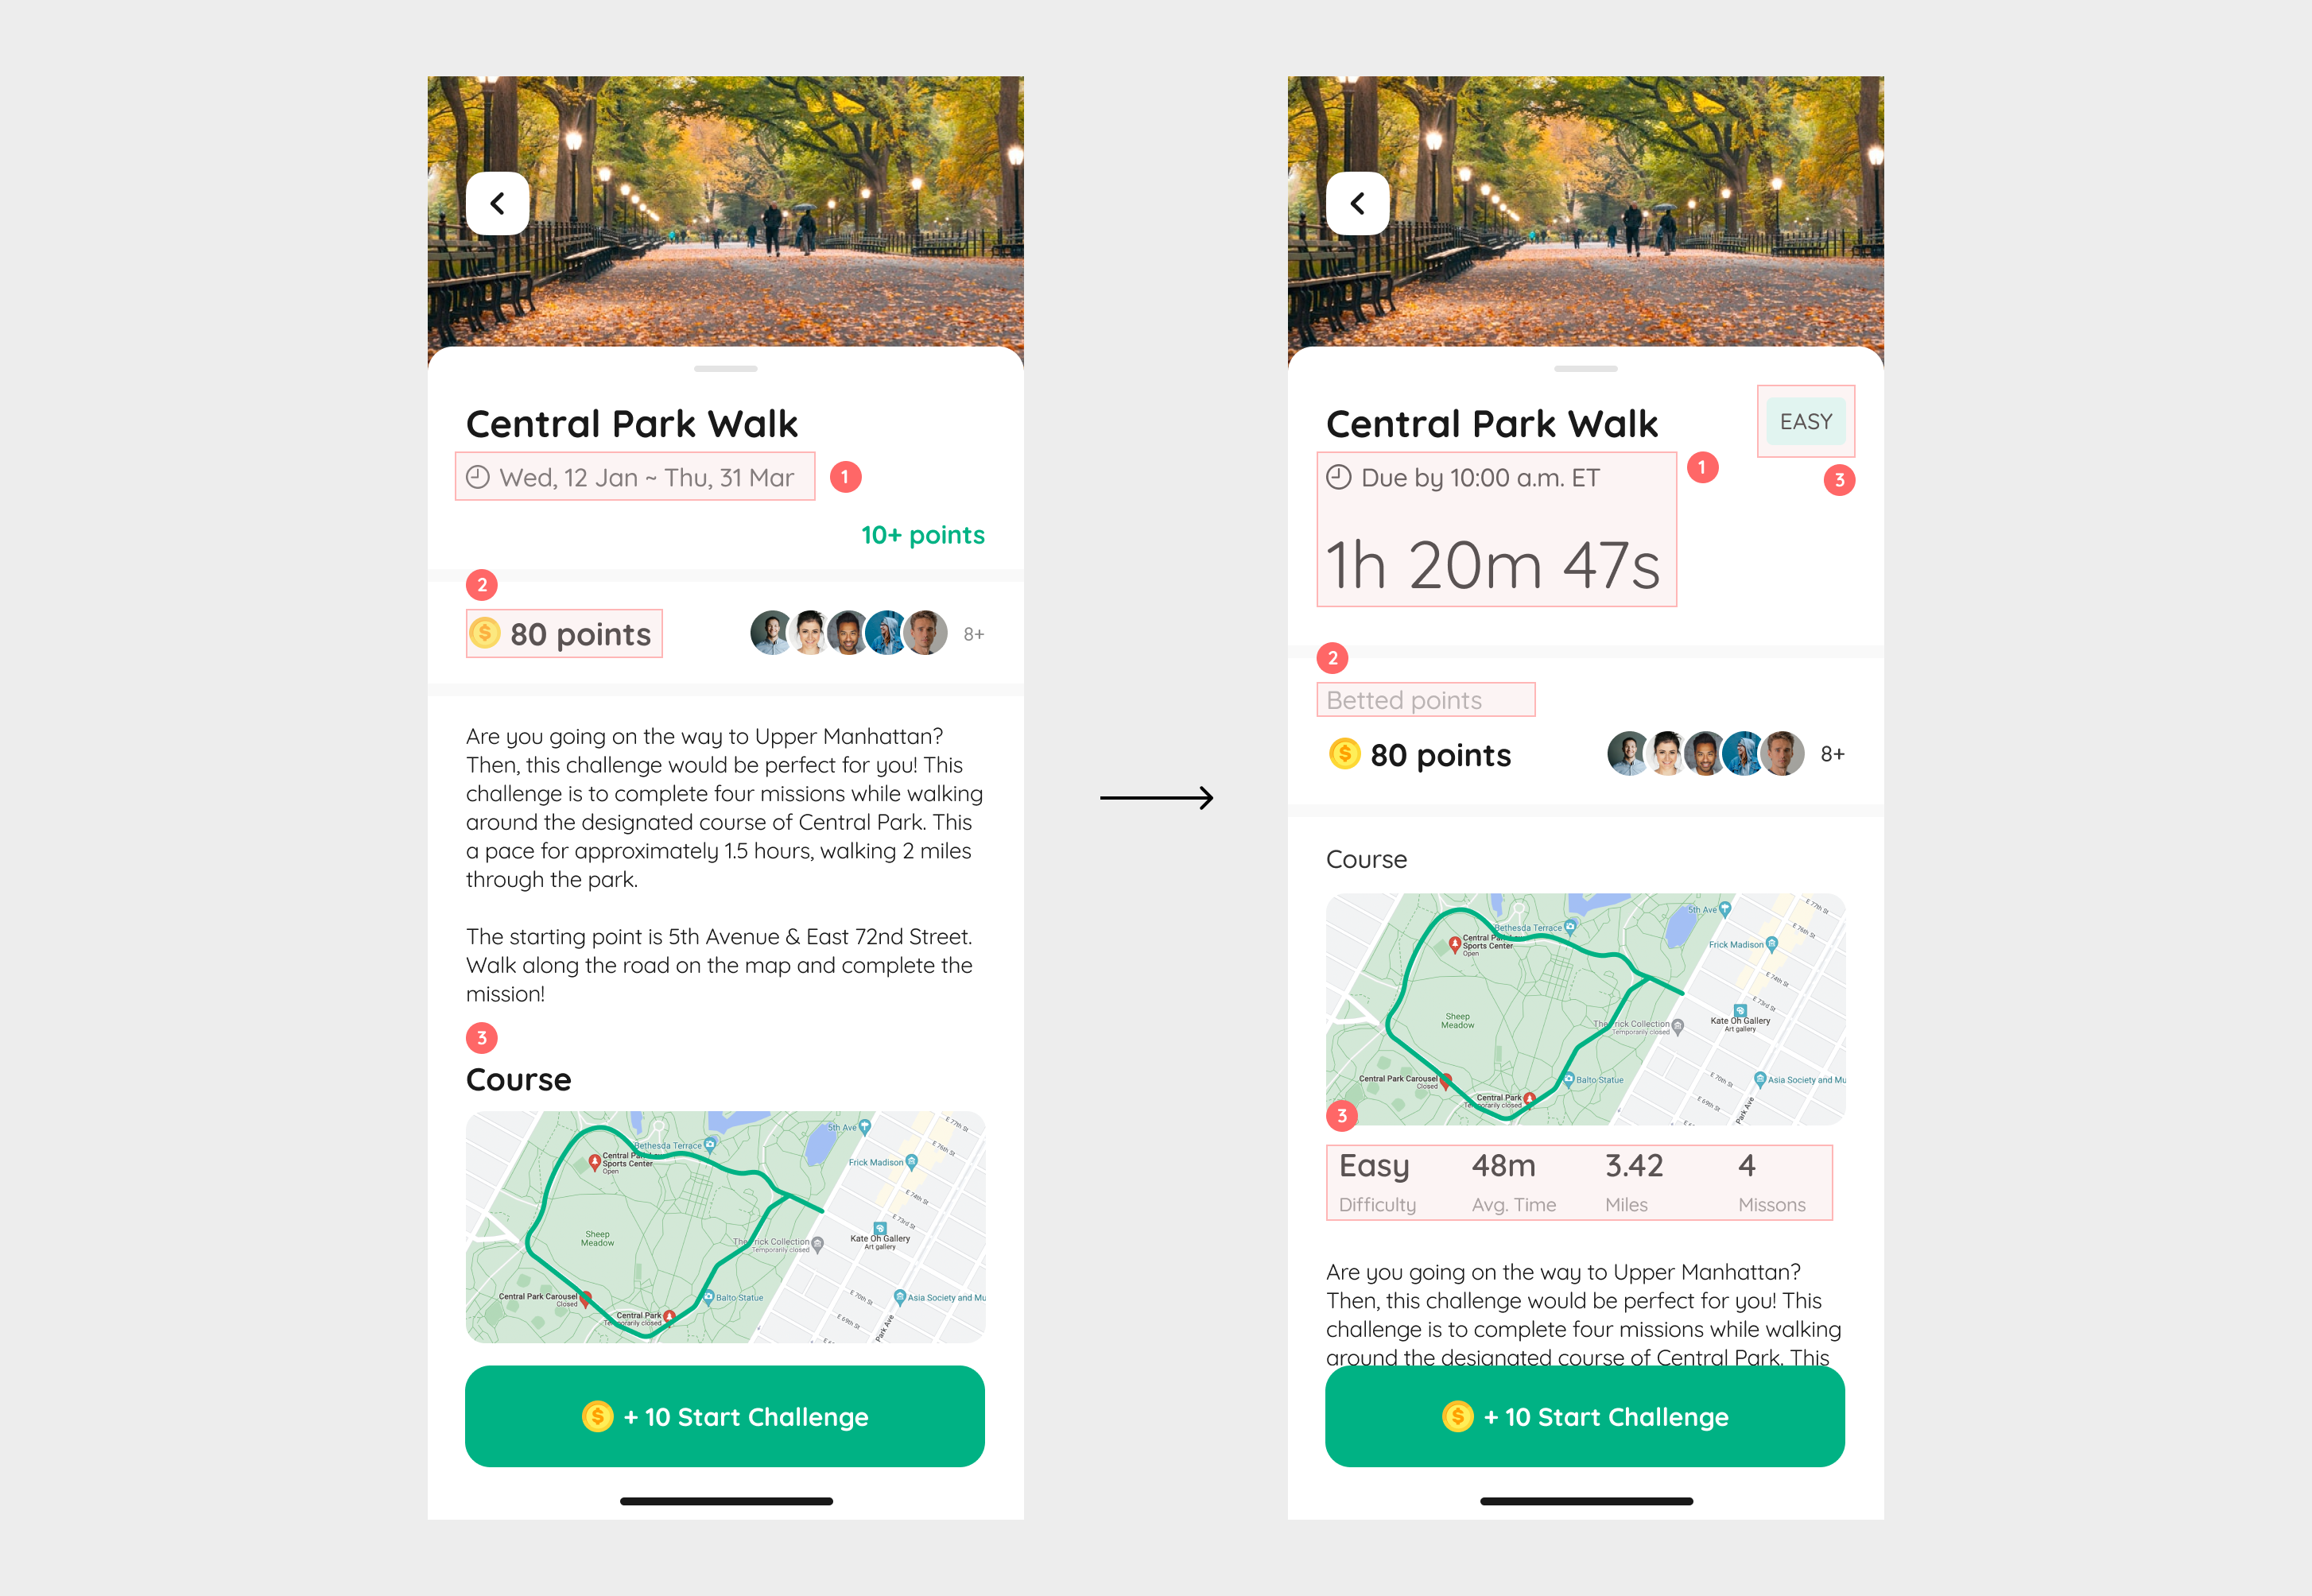 Central Park Walk
Wed, 12 Jan ~ Thu, 31 Mar
1
10+ points
2
80 points
8+
Are you going on the way to Upper Manhattan?
Then, this challenge would be perfect for you! This
challenge is to complete four missions while walking
around the designated course of Central Park. This
a pace for approximately 1.5 hours, walking 2 miles
through the park.
The starting point is 5th Avenue & East 72nd Street.
Walk along the road on the map and complete the
mission!
3
Course
Bethesda Terrace
5th Ave
E 77th St
Central Park
Sports Center
Open
Frick Madison
E 76th St
E 74th St
E 73rd St
Sheep
Meadow
Kate Oh Gallery
Art gallery
Collection
Temporarily closed
Central Park Carousel
Closed
Balto Statue
E 70th St
Asia Society and Mu
Central Park
Temporarily closed
E 69th St
Park Ave
+ 10 Start Challenge
Central Park Walk
EASY
Due by 10:00 a.m. ET
1
3
1h 20m 47s
2
Betted points
80 points
8+
Course
Bethesda Terrace
5th Ave
E 77th St
Central Park
Sports Center
Open
Frick Madison
E 76th St
E 74th St
E 73rd St
Sheep
Meadow
Kate Oh Gallery
Art gallery
Collection
Temporarily closed
Central Park Carousel
Closed
Balto Statue
E 70th St
Asia Society and Mu
Central Park
Temporarily closed
E 69th St
Park Ave
3
Easy 48m 3.42 4
Difficulty Avg. Time Miles Missons
Are you going on the way to Upper Manhattan?
Then, this challenge would be perfect for you! This
challenge is to complete four missions while walking
around the designated course of Central Park. This
+ 10 Start Challenge